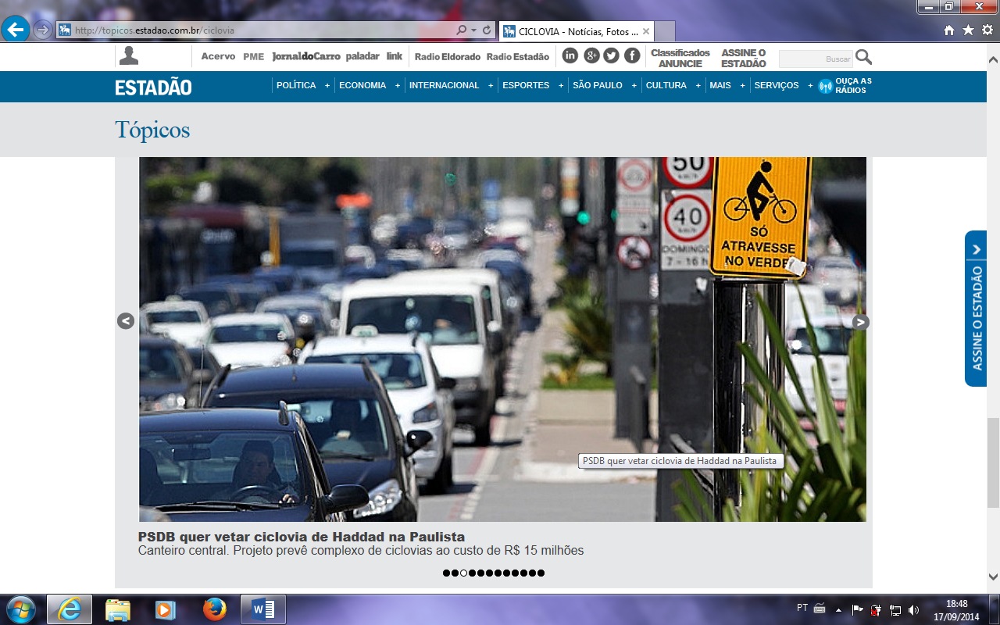 http://topicos.estadao.com.br/ciclovia
CICLOVIA - Notícias, Fotos ...
Acervo PME JornaldoCarro paladar link Radio Eldorado Radio Estadão Classificados ANUNCIE ASSINE O ESTADÃO Buscar
ESTADÃO POLÍTICA + ECONOMIA + INTERNACIONAL + ESPORTES + SÃO PAULO + CULTURA + MAIS + SERVIÇOS + OUÇA AS RÁDIOS
Tópicos
50
km/h
40
km/h
DOMINGO
7 - 16 h
SÓ
ATRAVESSE
NO VERDE
ASSINE O ESTADÃO
PSDB quer vetar ciclovia de Haddad na Paulista
PSDB quer vetar ciclovia de Haddad na Paulista
Canteiro central. Projeto prevê complexo de ciclovias ao custo de R$ 15 milhões
PT
18:48
17/09/2014